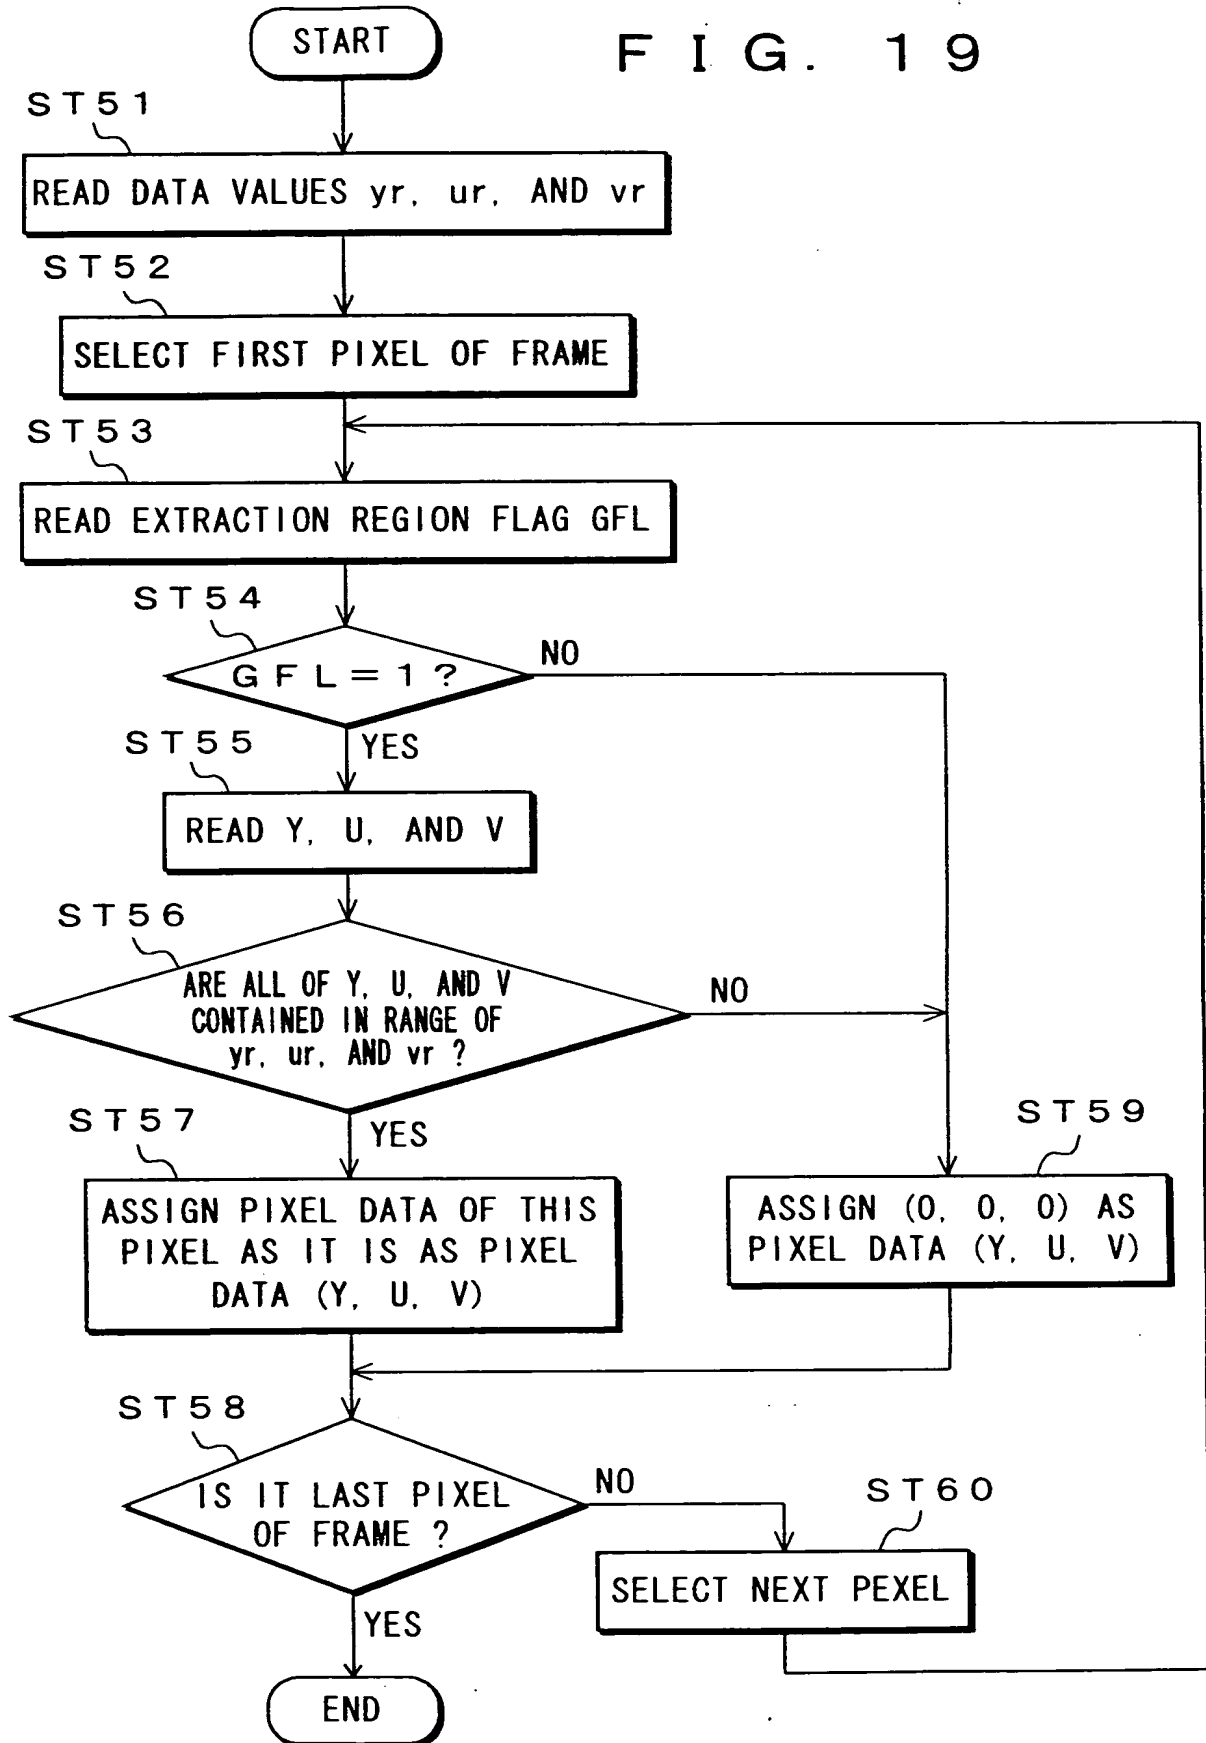 START
FIG. 19
ST51
READ DATA VALUES yr, ur, AND vr
ST52
SELECT FIRST PIXEL OF FRAME
ST53
READ EXTRACTION REGION FLAG GFL
ST54
GFL=1?
NO
YES
ST55
READ Y, U, AND V
ST56
ARE ALL OF Y, U, AND V
CONTAINED IN RANGE OF
yr, ur, AND vr ?
NO
YES
ST57
ASSIGN PIXEL DATA OF THIS
PIXEL AS IT IS AS PIXEL
DATA (Y, U, V)
ST59
ASSIGN (0, 0, 0) AS
PIXEL DATA (Y, U, V)
ST58
IS IT LAST PIXEL
OF FRAME ?
NO
ST60
SELECT NEXT PEXEL
YES
END